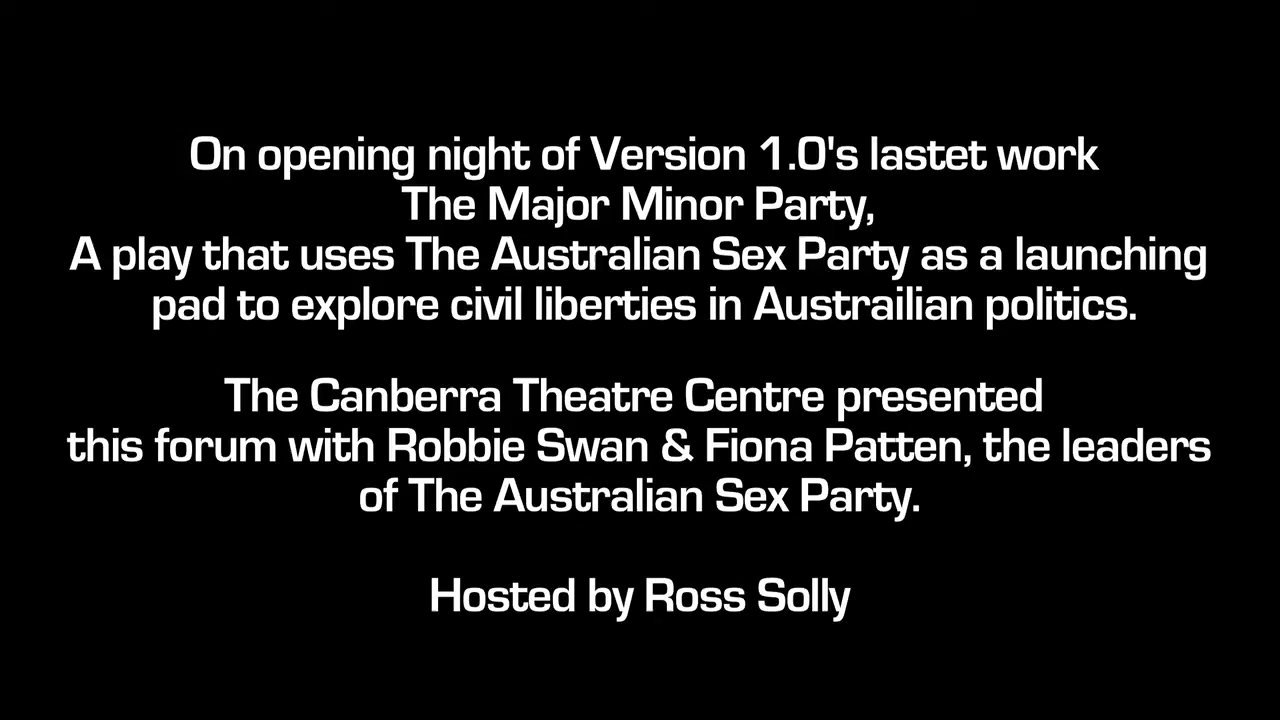 On opening night of Version 1.0's lastet work
The Major Minor Party,
A play that uses The Australian Sex Party as a launching
pad to explore civil liberties in Austrailian politics.
The Canberra Theatre Centre presented
this forum with Robbie Swan & Fiona Patten, the leaders
of The Australian Sex Party.
Hosted by Ross Solly